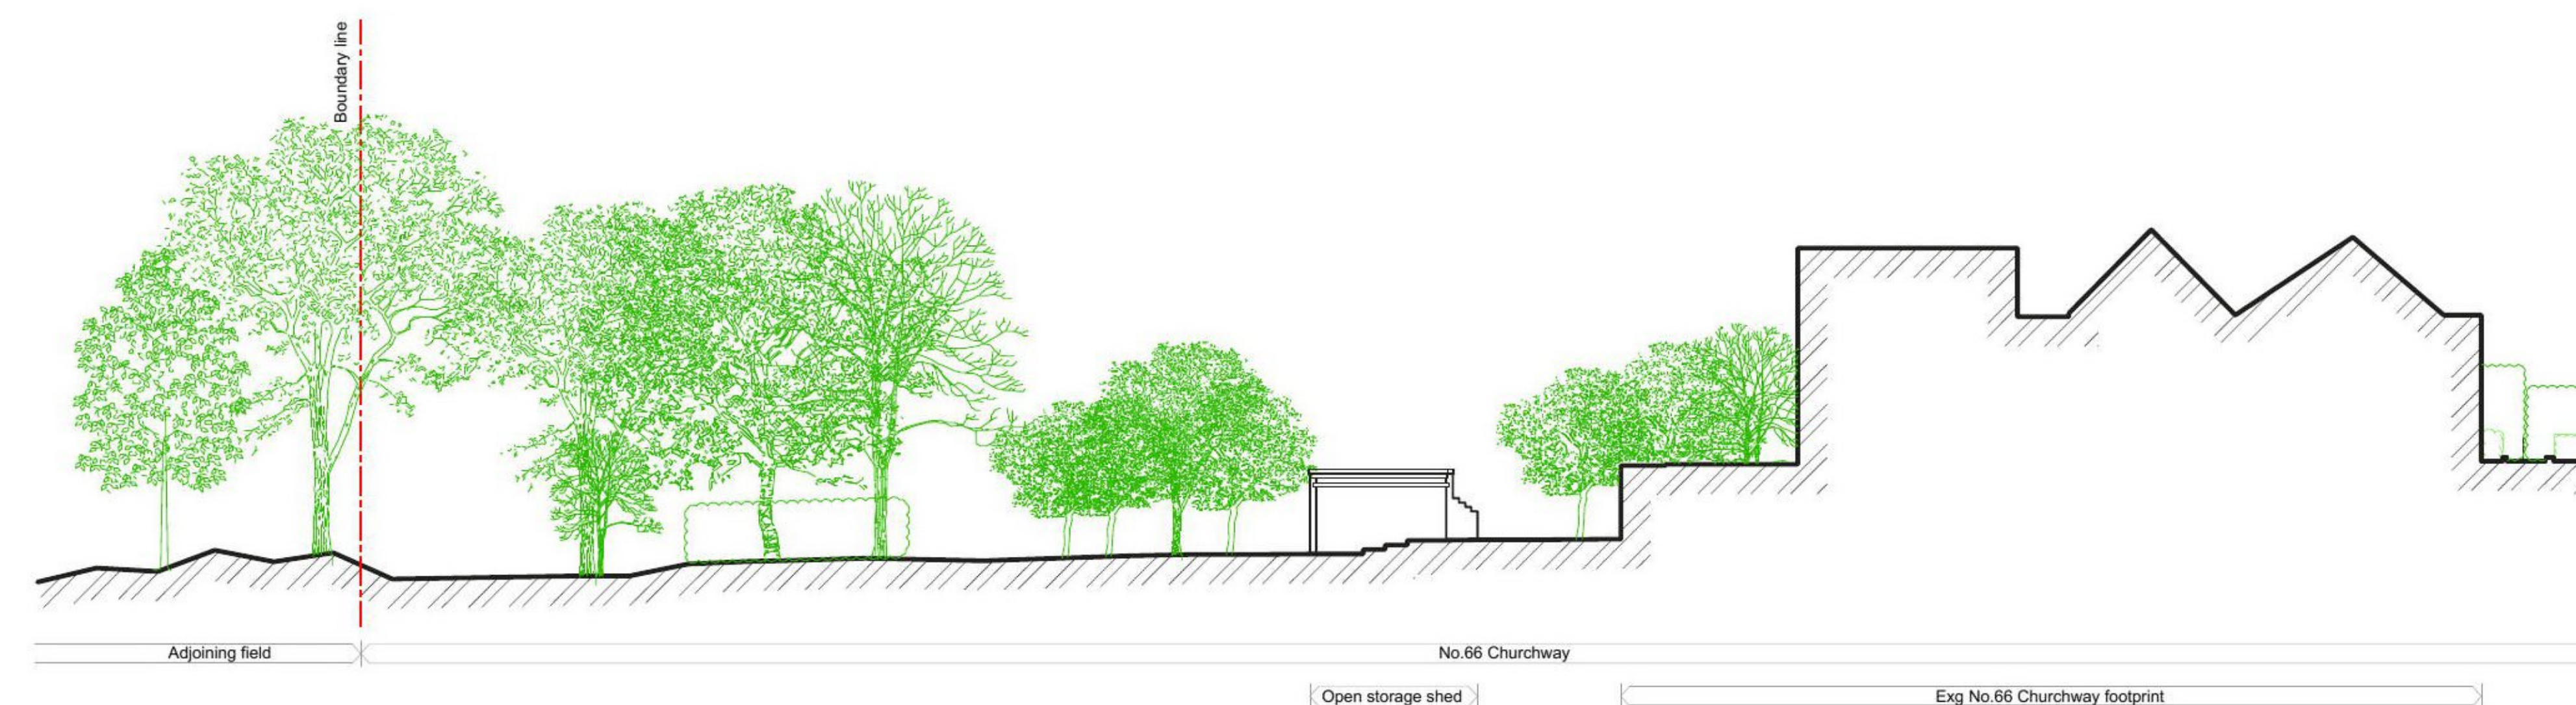 Boundary line
Adjoining field
No.66 Churchway
Open storage shed
Exg No.66 Churchway footprint